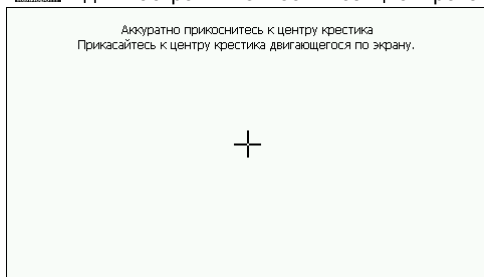 Аккуратно прикоснитесь к центру крестика
Прикасайтесь к центру крестика двигающегося по экрану.